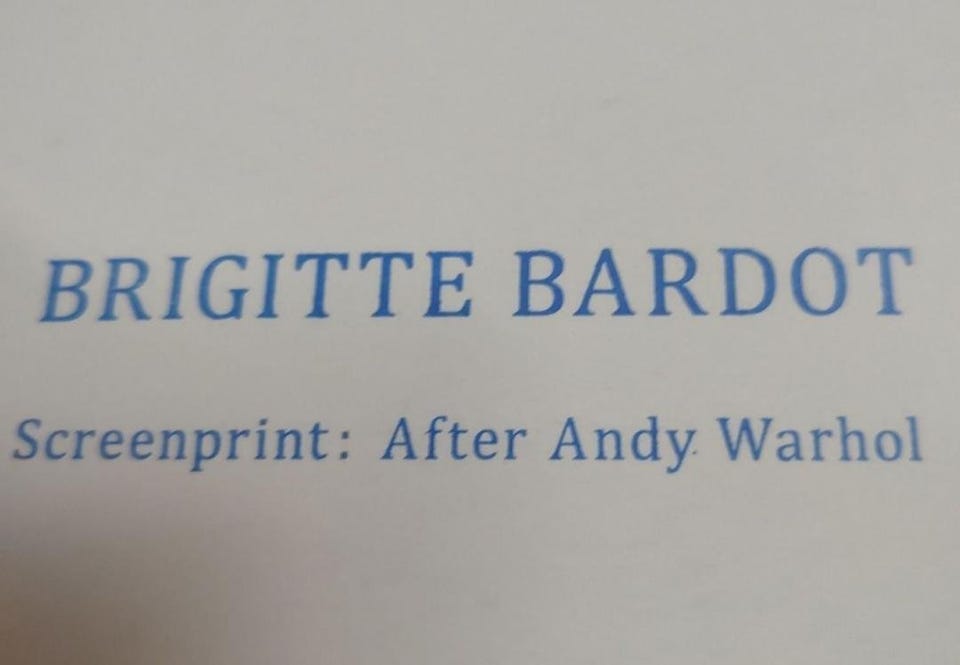 BRIGITTE BARDOT
Screenprint: After Andy Warhol